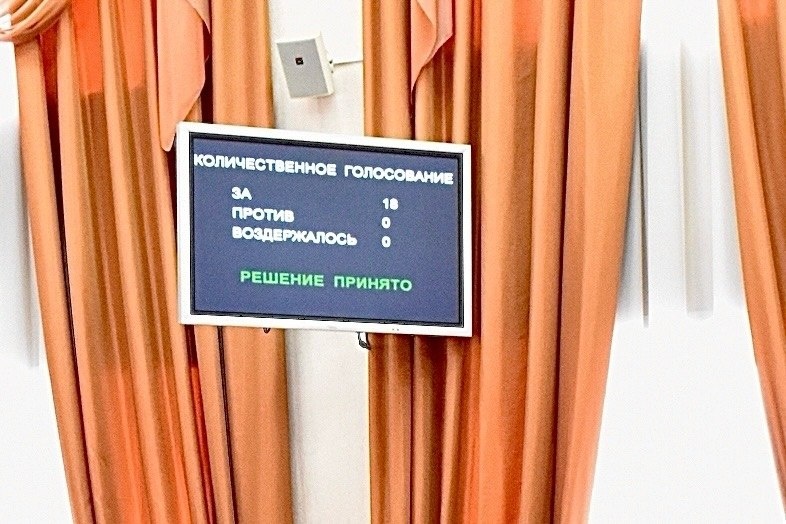 КОЛИЧЕСТВЕННОЕ ГОЛОСОВАНИЕ
ЗА 18
ПРОТИВ 0
ВОЗДЕРЖАЛОСЬ 0
РЕШЕНИЕ ПРИНЯТО